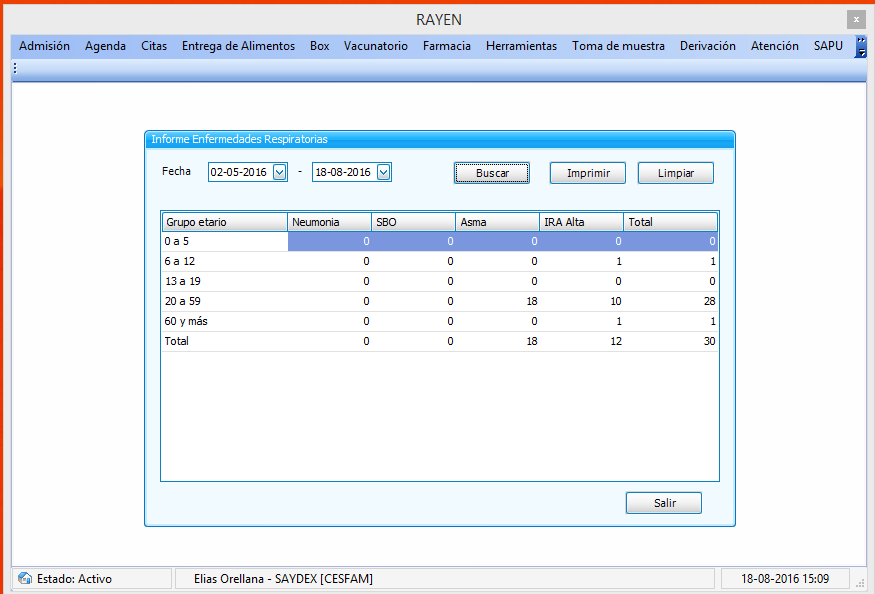 RAYEN
x
Admisión Agenda Citas Entrega de Alimentos Box Vacunatorio Farmacia Herramientas Toma de muestra Derivación Atención SAPU
Informe Enfermedades Respiratorias
Fecha 02-05-2016 - 18-08-2016 Buscar Imprimir Limpiar
Grupo etario Neumonia SBO Asma IRA Alta Total
0 a 5 0 0 0 0 0
6 a 12 0 0 0 1 1
13 a 19 0 0 0 0 0
20 a 59 0 0 18 10 28
60 y más 0 0 0 1 1
Total 0 0 18 12 30
Salir
Estado: Activo Elias Orellana - SAYDEX [CESFAM] 18-08-2016 15:09